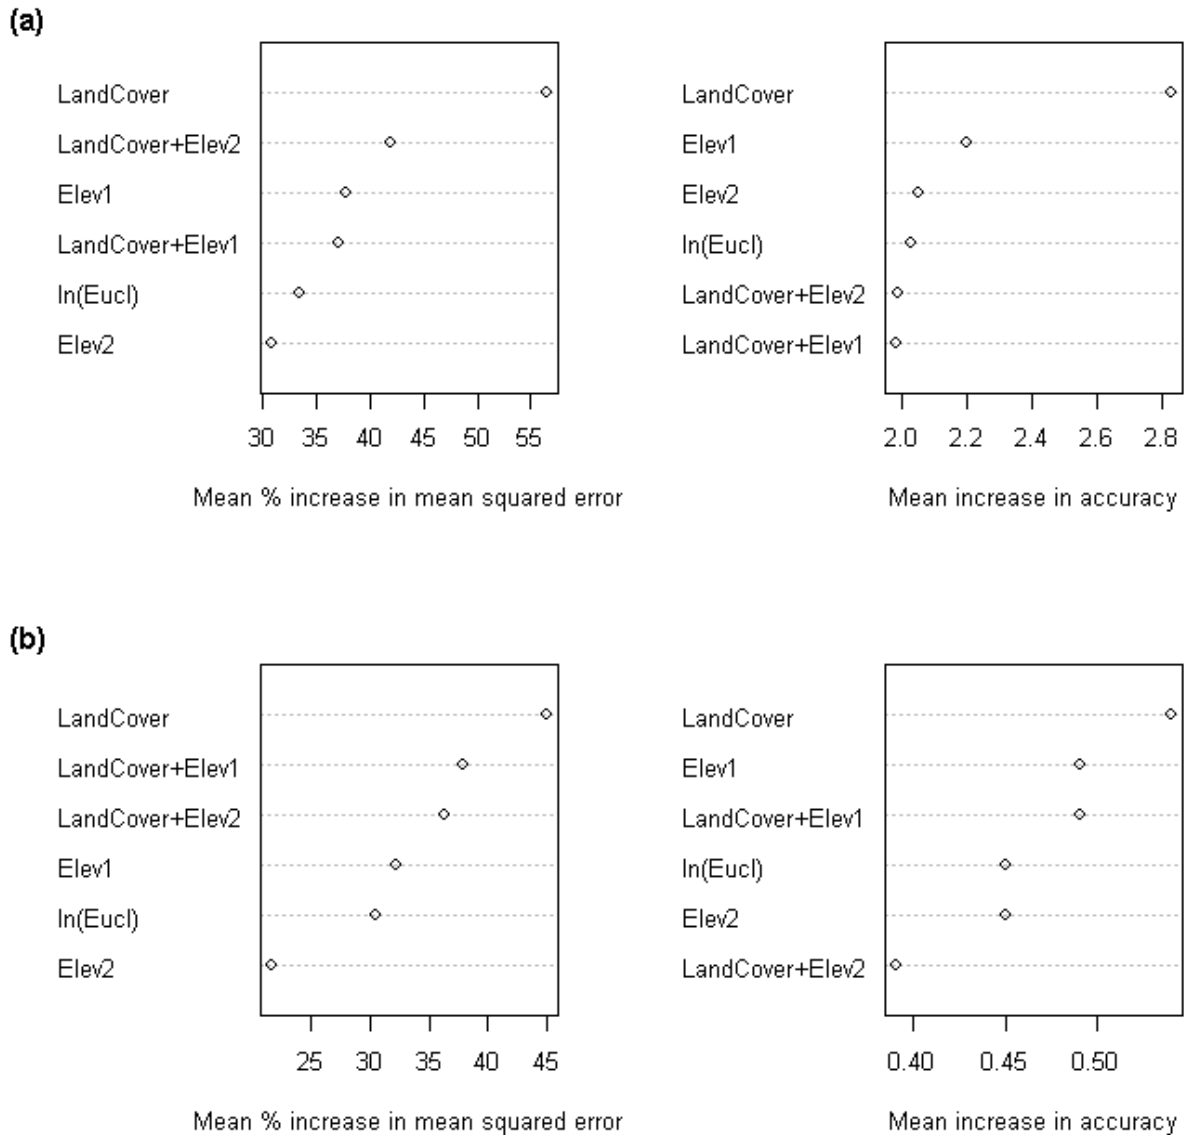 (a)
LandCover
LandCover+Elev2
Elev1
LandCover+Elev1
ln(Eucl)
Elev2
30 35 40 45 50 55
Mean % increase in mean squared error
LandCover
Elev1
Elev2
ln(Eucl)
LandCover+Elev2
LandCover+Elev1
2.0 2.2 2.4 2.6 2.8
Mean increase in accuracy
(b)
LandCover
LandCover+Elev1
LandCover+Elev2
Elev1
ln(Eucl)
Elev2
25 30 35 40 45
Mean % increase in mean squared error
LandCover
Elev1
LandCover+Elev1
ln(Eucl)
Elev2
LandCover+Elev2
0.40 0.45 0.50
Mean increase in accuracy